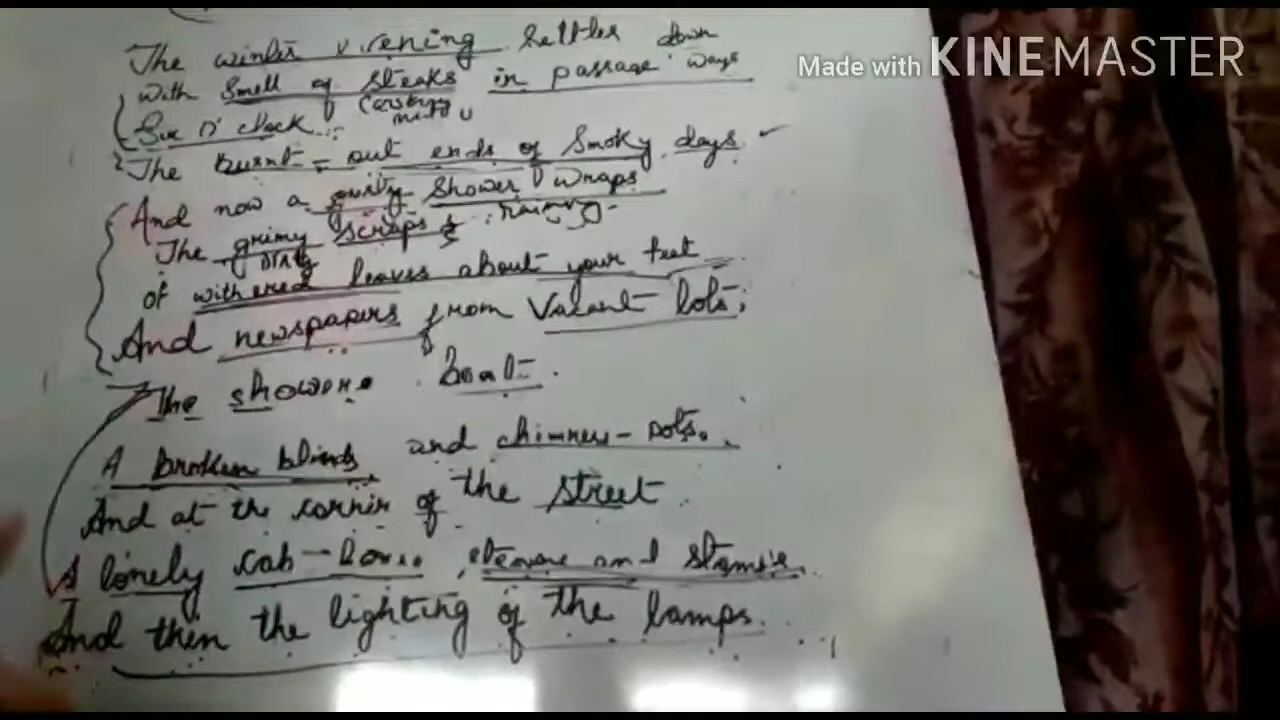 The winter evening settles down
Made with KINEMASTER
with smell of steaks in passage ways
Six O' clock...
The burnt-out ends of smoky days
And now a gusty shower wraps
The grimy scraps
dirty
of withered leaves about your feet
And newspapers from vacant lots;
The showers beat
A broken blinds and chimney-pots.
And at the corner of the street
A lonely cab-horse steams and stamps
And then the lighting of the lamps.